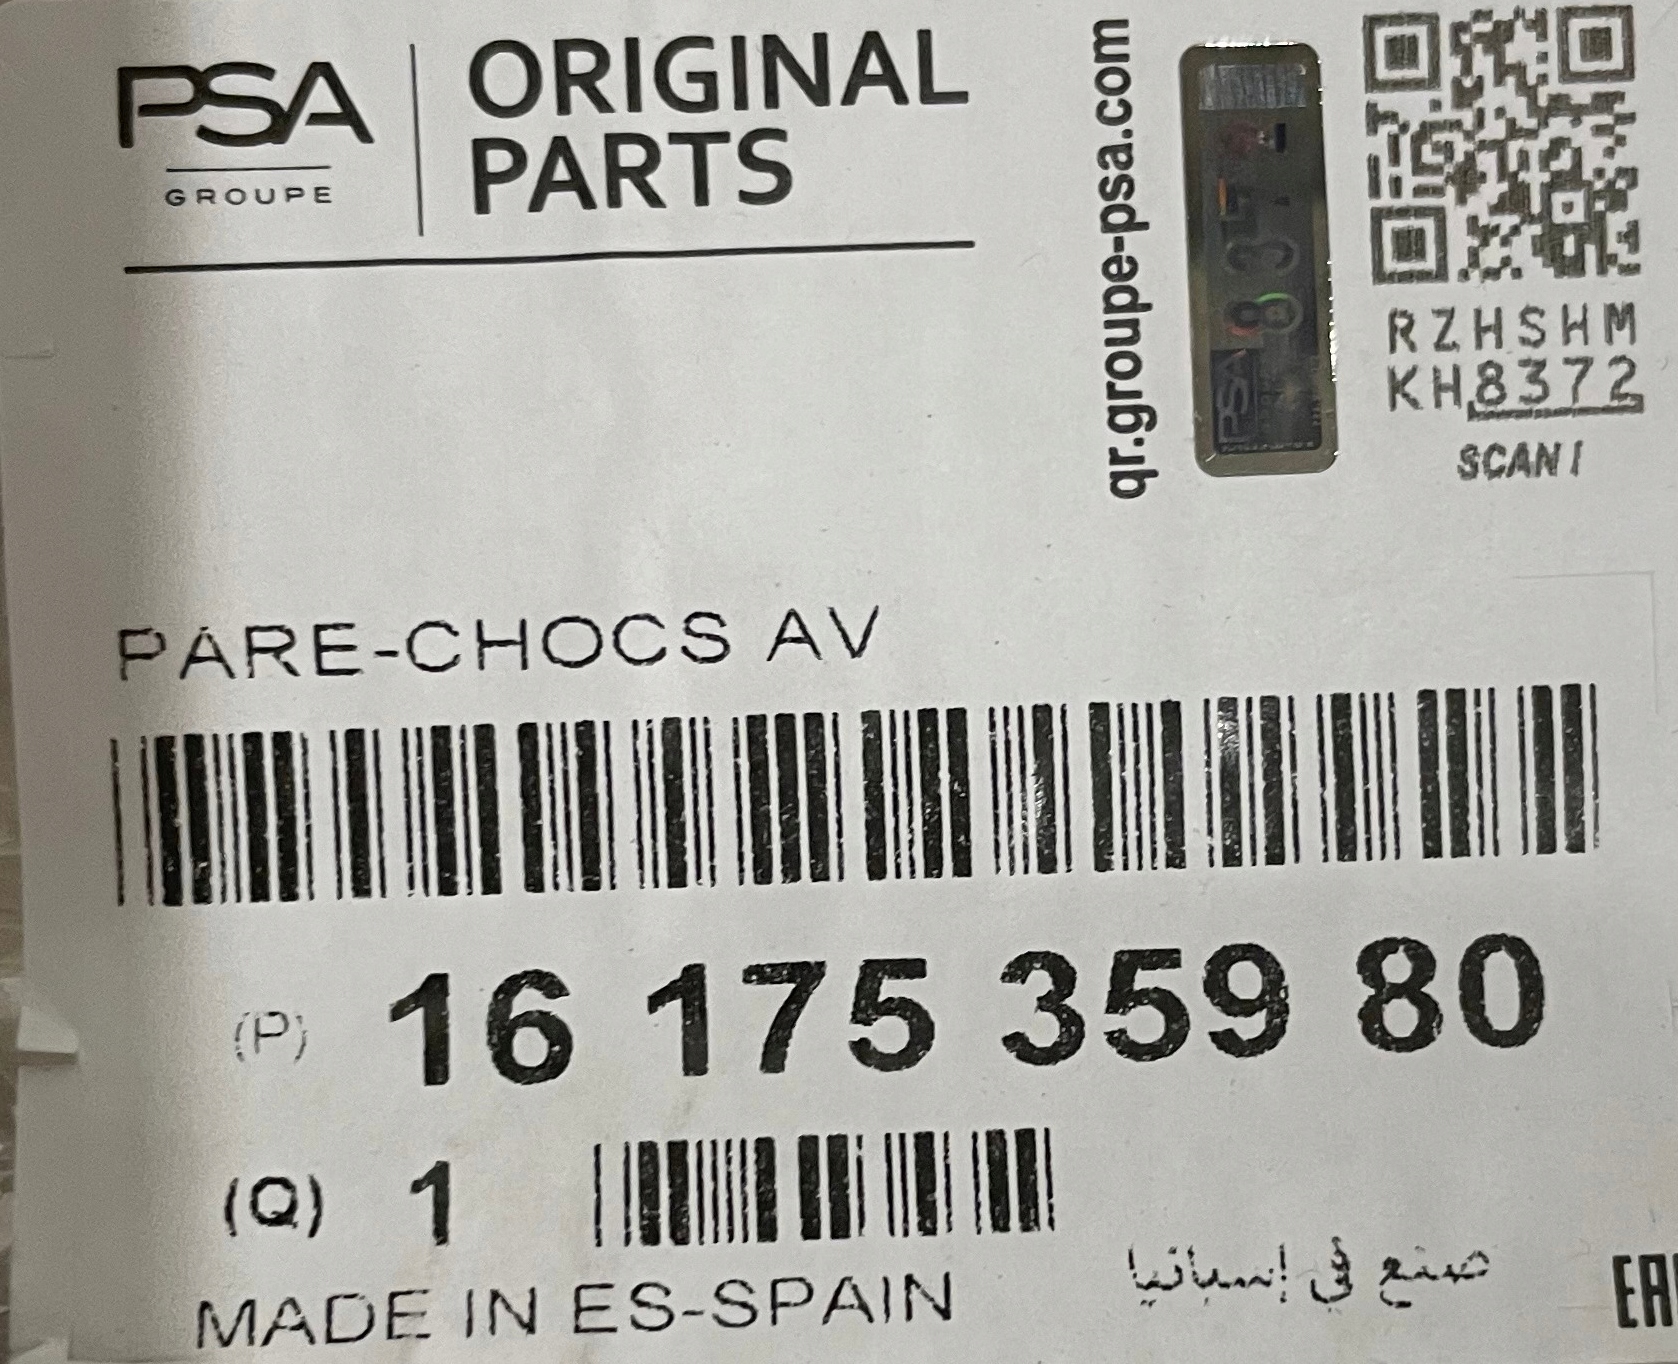 PSA
GROUPE
ORIGINAL
PARTS
qr.groupe-psa.com
RZHSHM
KH8372
SCAN!
PARE-CHOCS AV
(P) 16 175 359 80
(Q) 1
MADE IN ES-SPAIN
صنع في إسبانيا